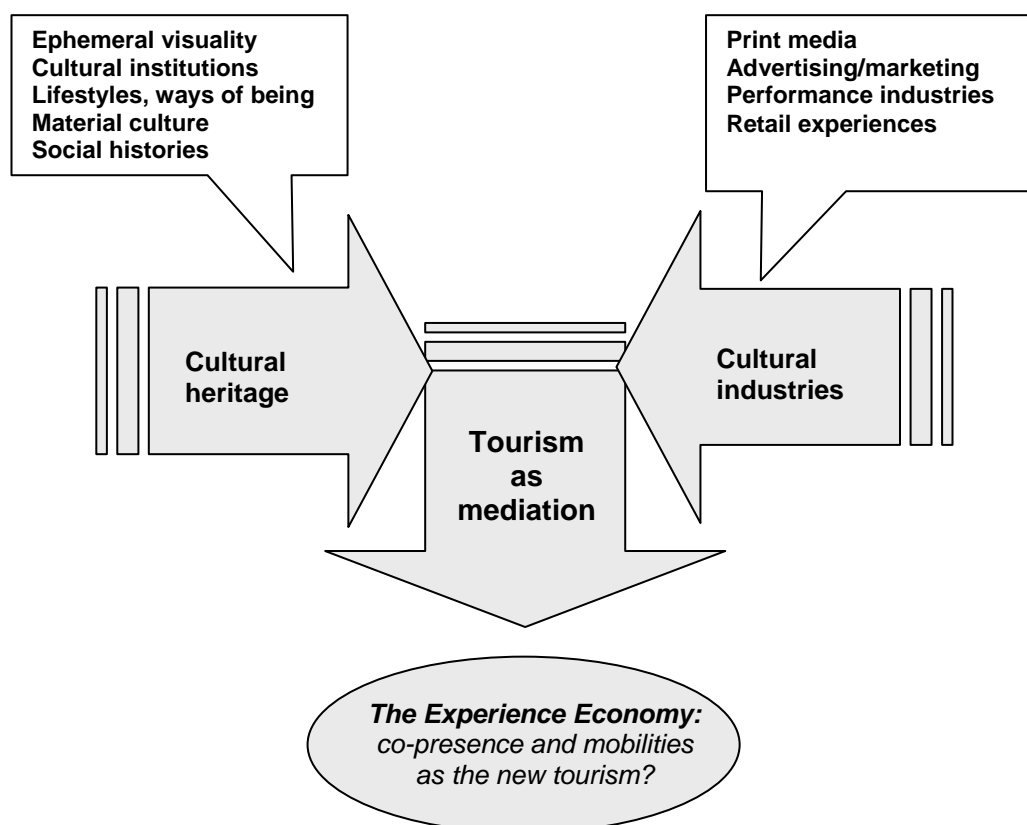 Ephemeral visuality
Cultural institutions
Lifestyles, ways of being
Material culture
Social histories
Print media
Advertising/marketing
Performance industries
Retail experiences
Cultural
heritage
Tourism
as
mediation
Cultural
industries
The Experience Economy:
co-presence and mobilities
as the new tourism?